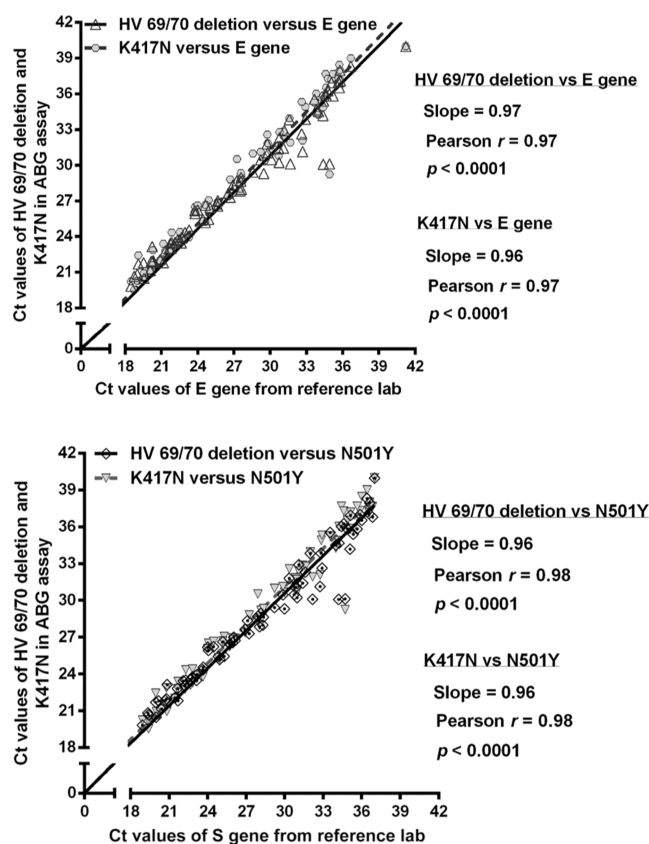 HV 69/70 deletion versus E gene
K417N versus E gene
Ct values of HV 69/70 deletion and
K417N in ABG assay
42
39
36
33
30
27
24
21
18
0
0 18 21 24 27 30 33 36 39 42
Ct values of E gene from reference lab
HV 69/70 deletion vs E gene
Slope = 0.97
Pearson r = 0.97
p < 0.0001
K417N vs E gene
Slope = 0.96
Pearson r = 0.97
p < 0.0001
HV 69/70 deletion versus N501Y
K417N versus N501Y
Ct values of HV 69/70 deletion and
K417N in ABG assay
42
39
36
33
30
27
24
21
18
0
0 18 21 24 27 30 33 36 39 42
Ct values of S gene from reference lab
HV 69/70 deletion vs N501Y
Slope = 0.96
Pearson r = 0.98
p < 0.0001
K417N vs N501Y
Slope = 0.96
Pearson r = 0.98
p < 0.0001